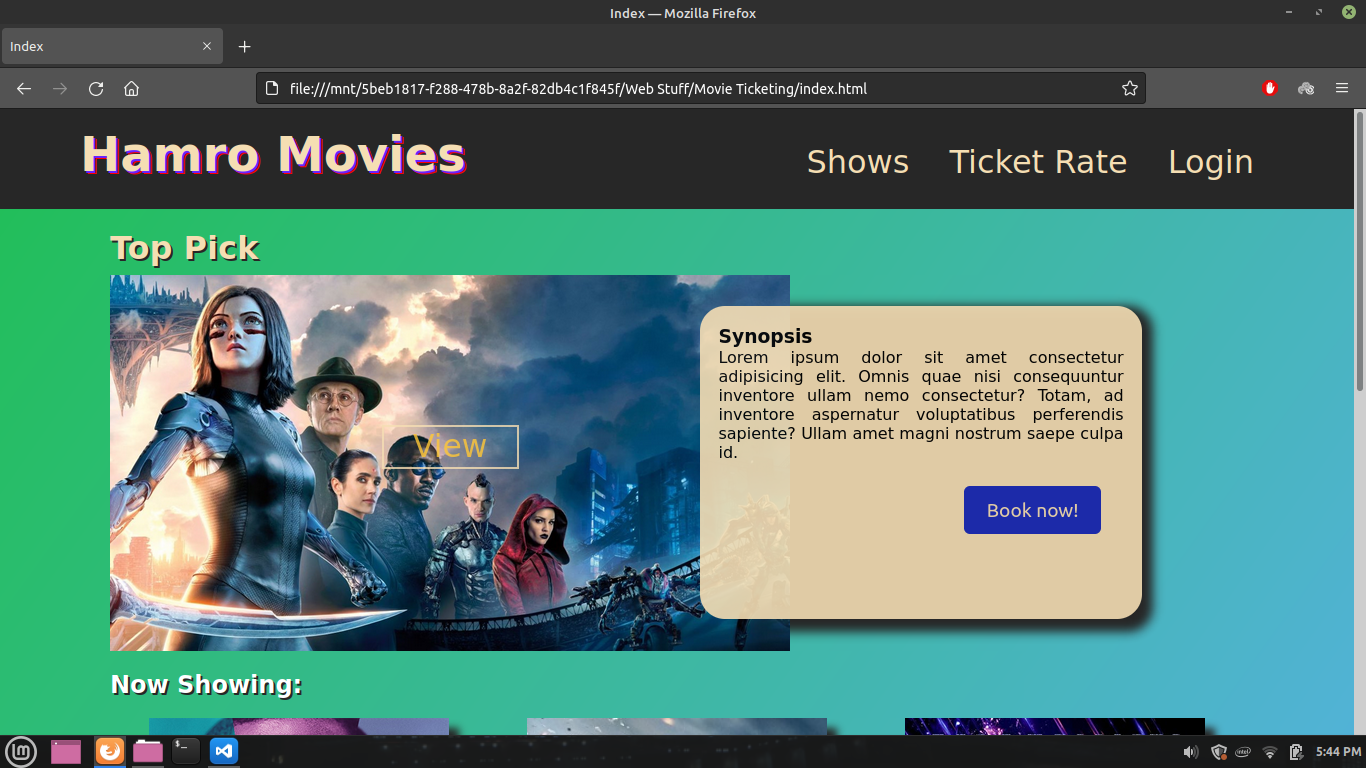 Index — Mozilla Firefox
Index
file:///mnt/5beb1817-f288-478b-8a2f-82db4c1f845f/Web Stuff/Movie Ticketing/index.html
Hamro Movies
Shows Ticket Rate Login
Top Pick
View
Synopsis
Lorem ipsum dolor sit amet consectetur
adipisicing elit. Omnis quae nisi consequuntur
inventore ullam nemo consectetur? Totam, ad
inventore aspernatur voluptatibus perferendis
sapiente? Ullam amet magni nostrum saepe culpa
id.
Book now!
Now Showing:
$_
intel
5:44 PM